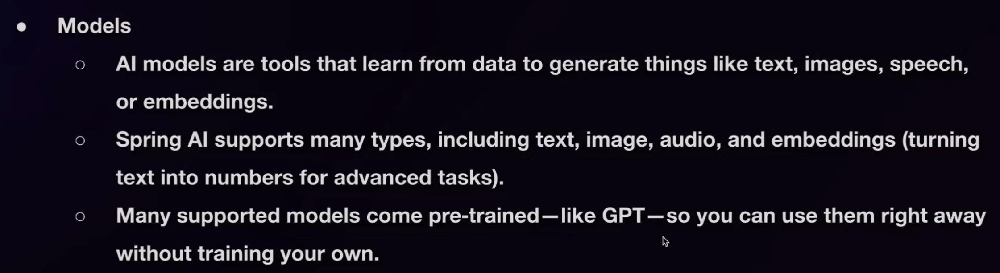 ● Models
○ AI models are tools that learn from data to generate things like text, images, speech,
or embeddings.
○ Spring AI supports many types, including text, image, audio, and embeddings (turning
text into numbers for advanced tasks).
○ Many supported models come pre-trained—like GPT—so you can use them right away
without training your own.